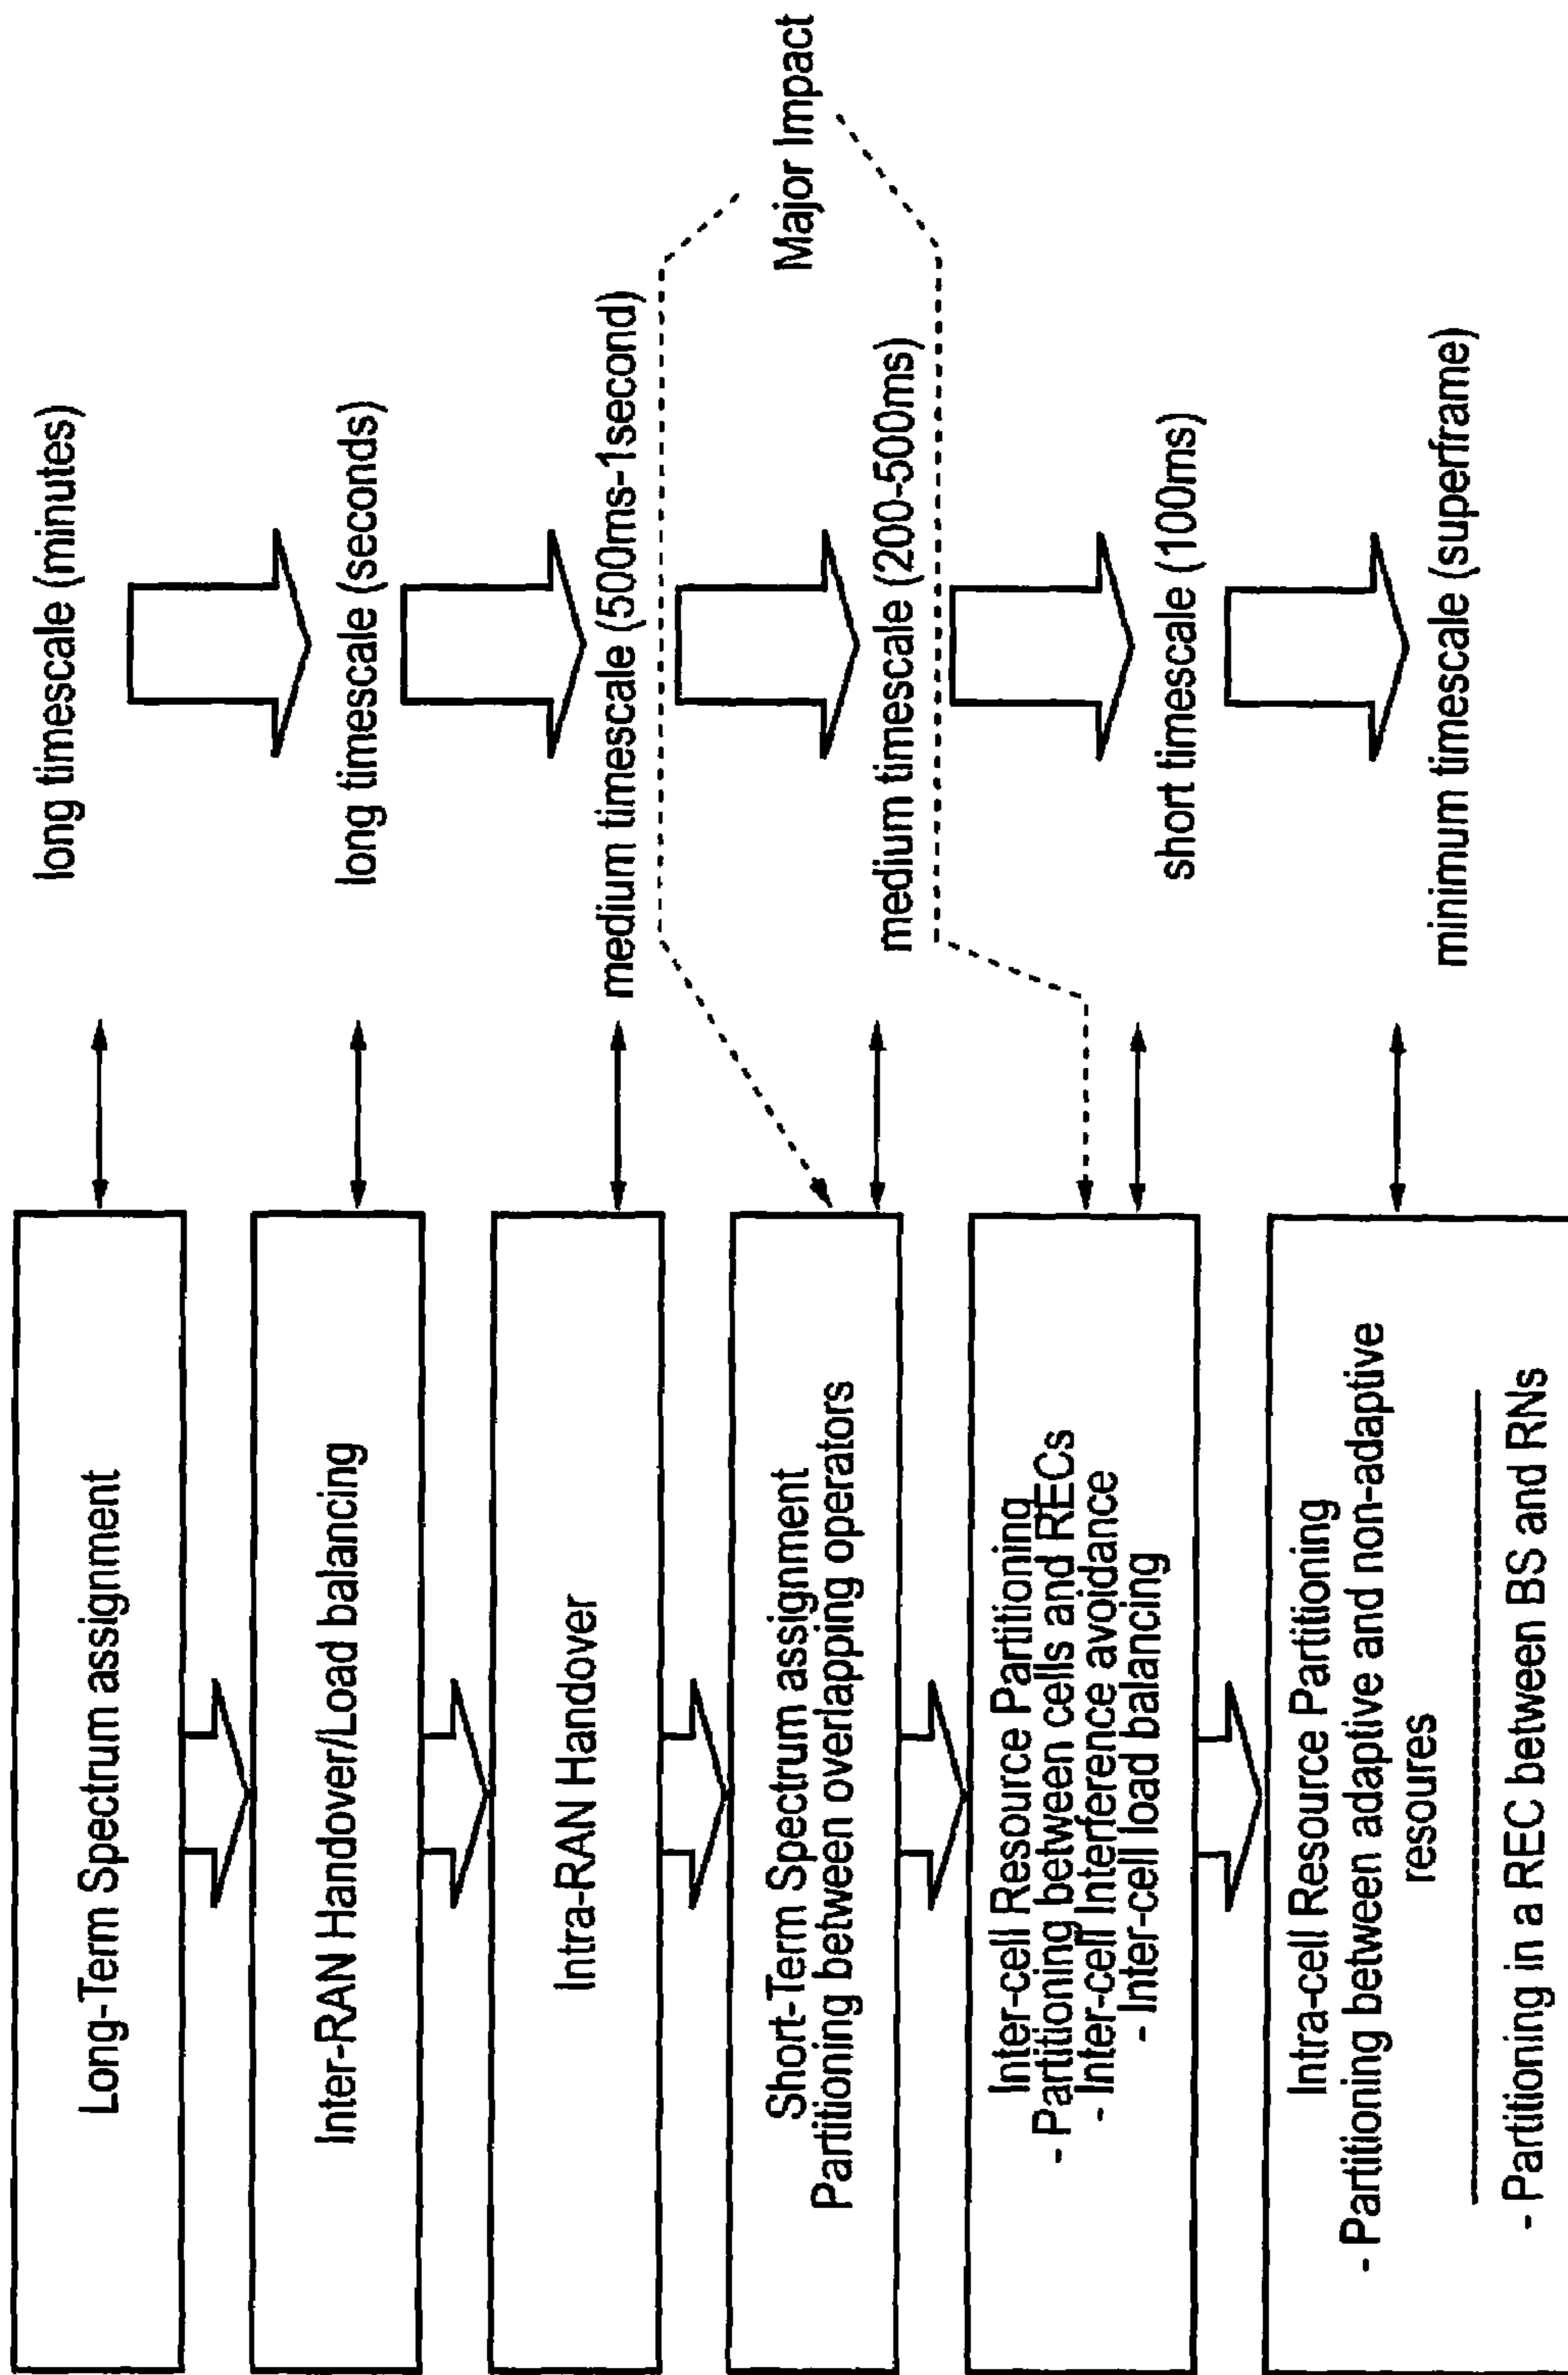 Long-Term Spectrum assignment
long timescale (minutes)
Inter-RAN Handover/Load balancing
long timescale (seconds)
Intra-RAN Handover
medium timescale (500ms-1second)
Major Impact
Short-Term Spectrum assignment
Partitioning between overlapping operators
medium timescale (200-500ms)
Inter-cell Resource Partitioning
- Partitioning between cells and RECs
- Inter-cell Interference avoidance
- Inter-cell load balancing
short timescale (100ms)
Intra-cell Resource Partitioning
- Partitioning between adaptive and non-adaptive
resoures
- Partitioning in a REC between BS and RNs
minimum timescale (superframe)